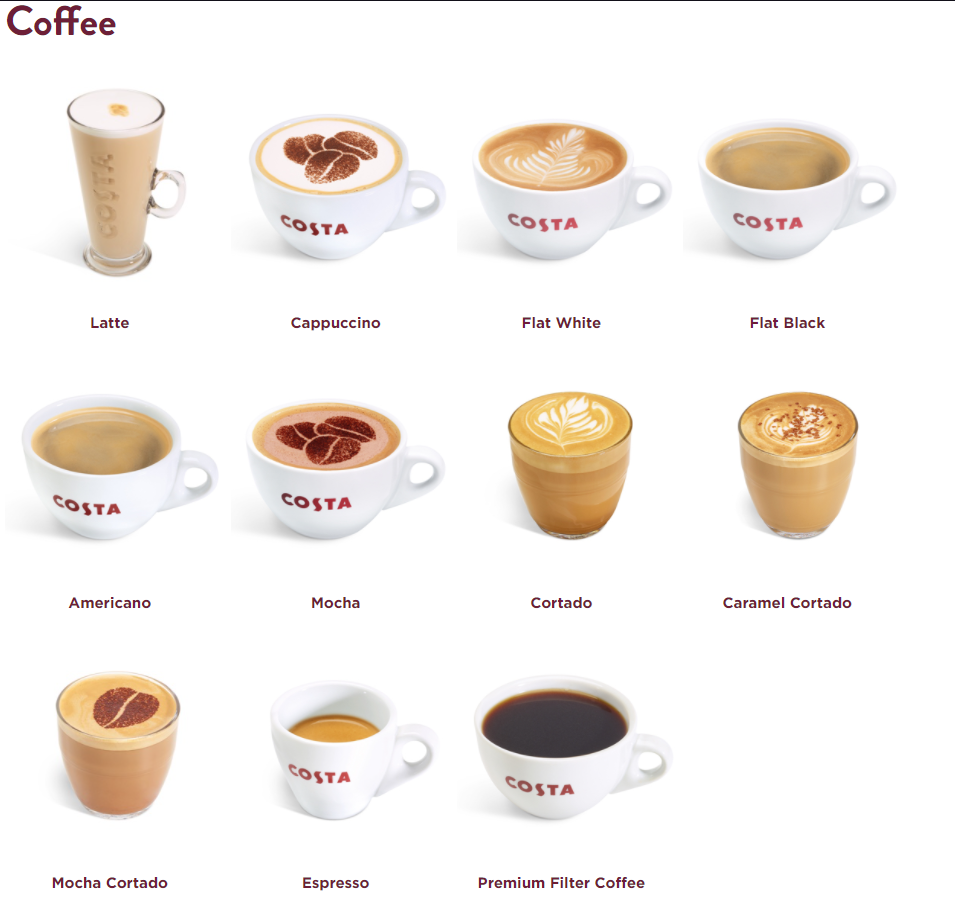 Coffee
COSTA
COSTA
COSTA
COSTA
Latte
Cappuccino
Flat White
Flat Black
COSTA
COSTA
Americano
Mocha
Cortado
Caramel Cortado
COSTA
COSTA
Mocha Cortado
Espresso
Premium Filter Coffee